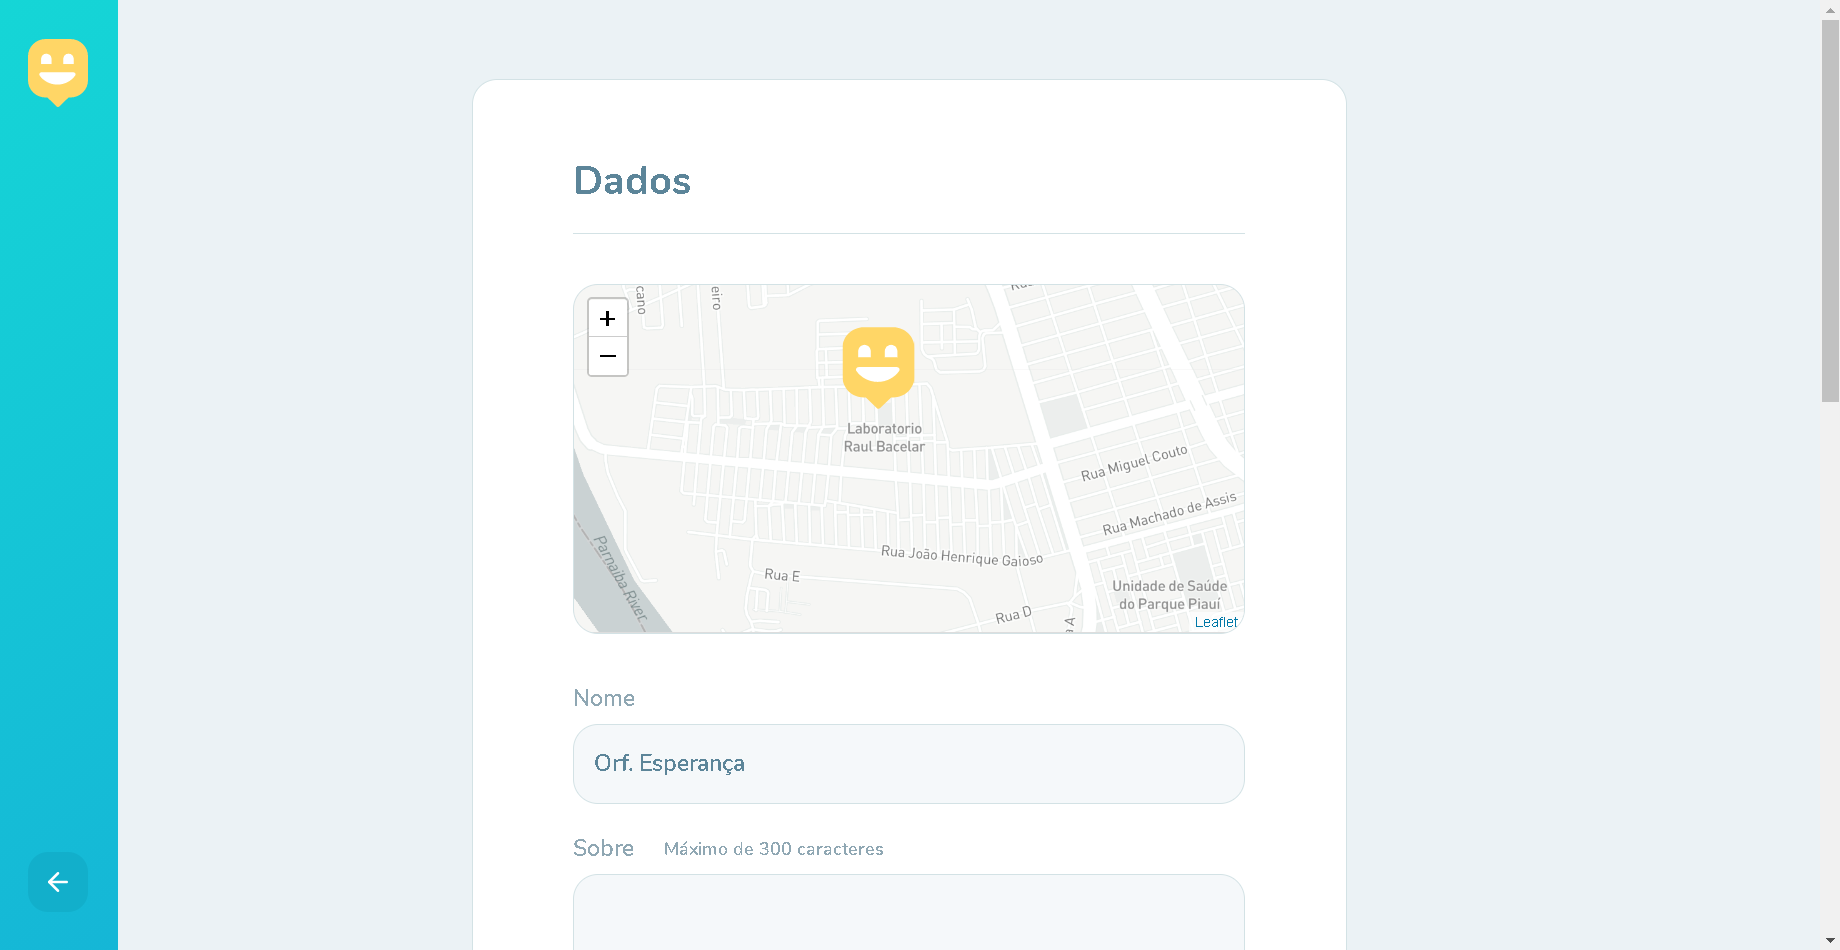 Dados
cano
eiro
Ru
+
−
Laboratorio
Raul Bacelar
Rua Miguel Couto
Rua Machado de Assis
Rua João Henrique Gaioso
Parnaiba River
Rua E
Unidade de Saúde
do Parque Piauí
Rua D
a A
Leaflet
Nome
Orf. Esperança
Sobre Máximo de 300 caracteres